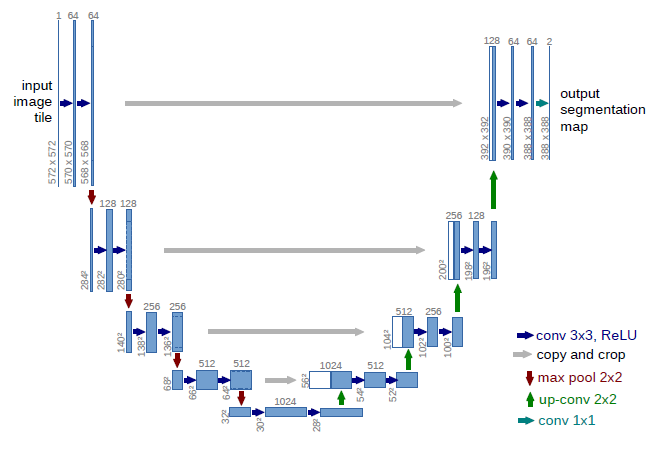 1 64 64
128 64 64 2
input
image
tile
output
segmentation
map
572 x 572
570 x 570
568 x 568
392 x 392
390 x 390
388 x 388
388 x 388
128 128
256 128
284²
282²
280²
200²
198²
196²
256 256
512 256
140²
138²
136²
104²
102²
100²
512 512
1024 512
68²
66²
64²
56²
54²
52²
1024
32²
30²
28²
conv 3x3, ReLU
copy and crop
max pool 2x2
up-conv 2x2
conv 1x1